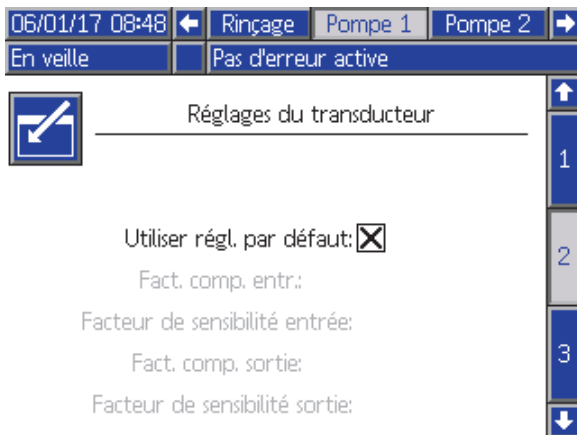 06/01/17 08:48 Rinçage Pompe 1 Pompe 2
En veille Pas d'erreur active
Réglages du transducteur
1
Utiliser régl. par défaut:
2
Fact. comp. entr.:
Facteur de sensibilité entrée:
Fact. comp. sortie:
3
Facteur de sensibilité sortie: